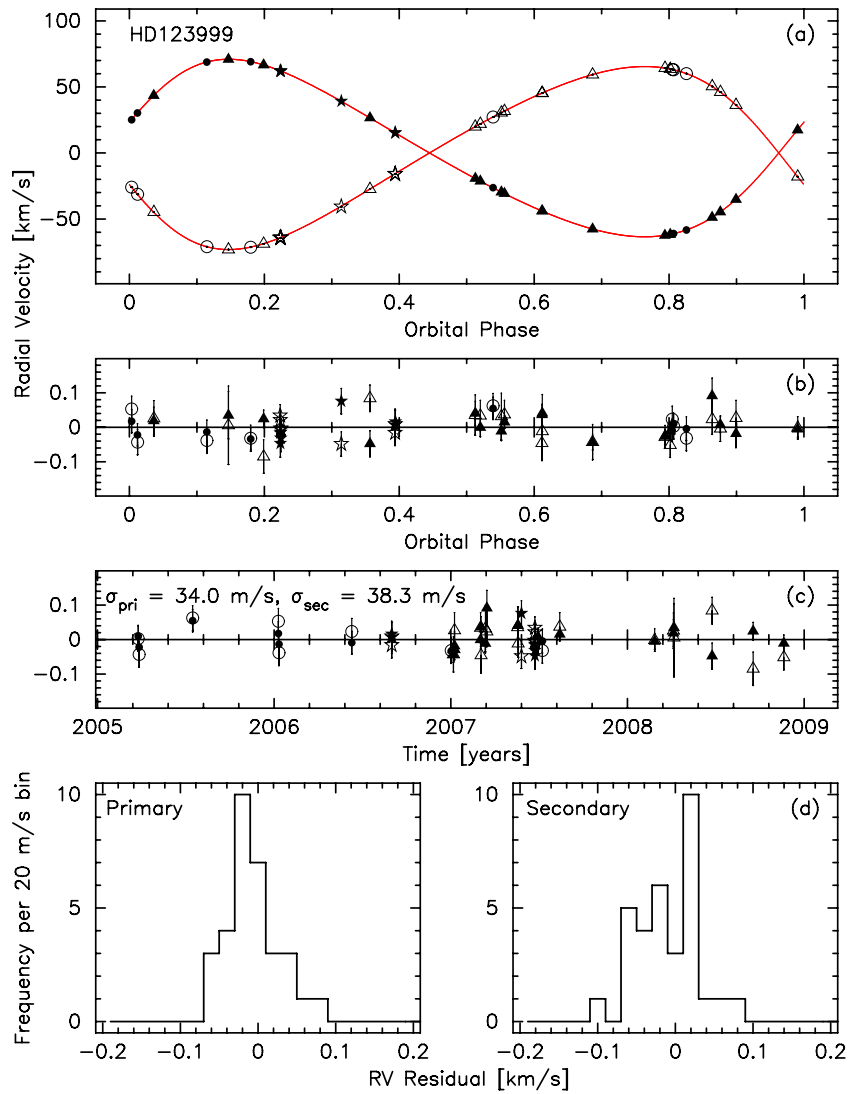 HD123999
(a)
100
50
0
−50
Radial Velocity [km/s]
0 0.2 0.4 0.6 0.8 1
Orbital Phase
(b)
0.1
0
−0.1
0 0.2 0.4 0.6 0.8 1
Orbital Phase
σpri = 34.0 m/s, σsec = 38.3 m/s
(c)
0.1
0
−0.1
2005 2006 2007 2008 2009
Time [years]
Primary
10
5
0
Frequency per 20 m/s bin
−0.2 −0.1 0 0.1 0.2
Secondary
(d)
10
5
0
−0.2 −0.1 0 0.1 0.2
RV Residual [km/s]